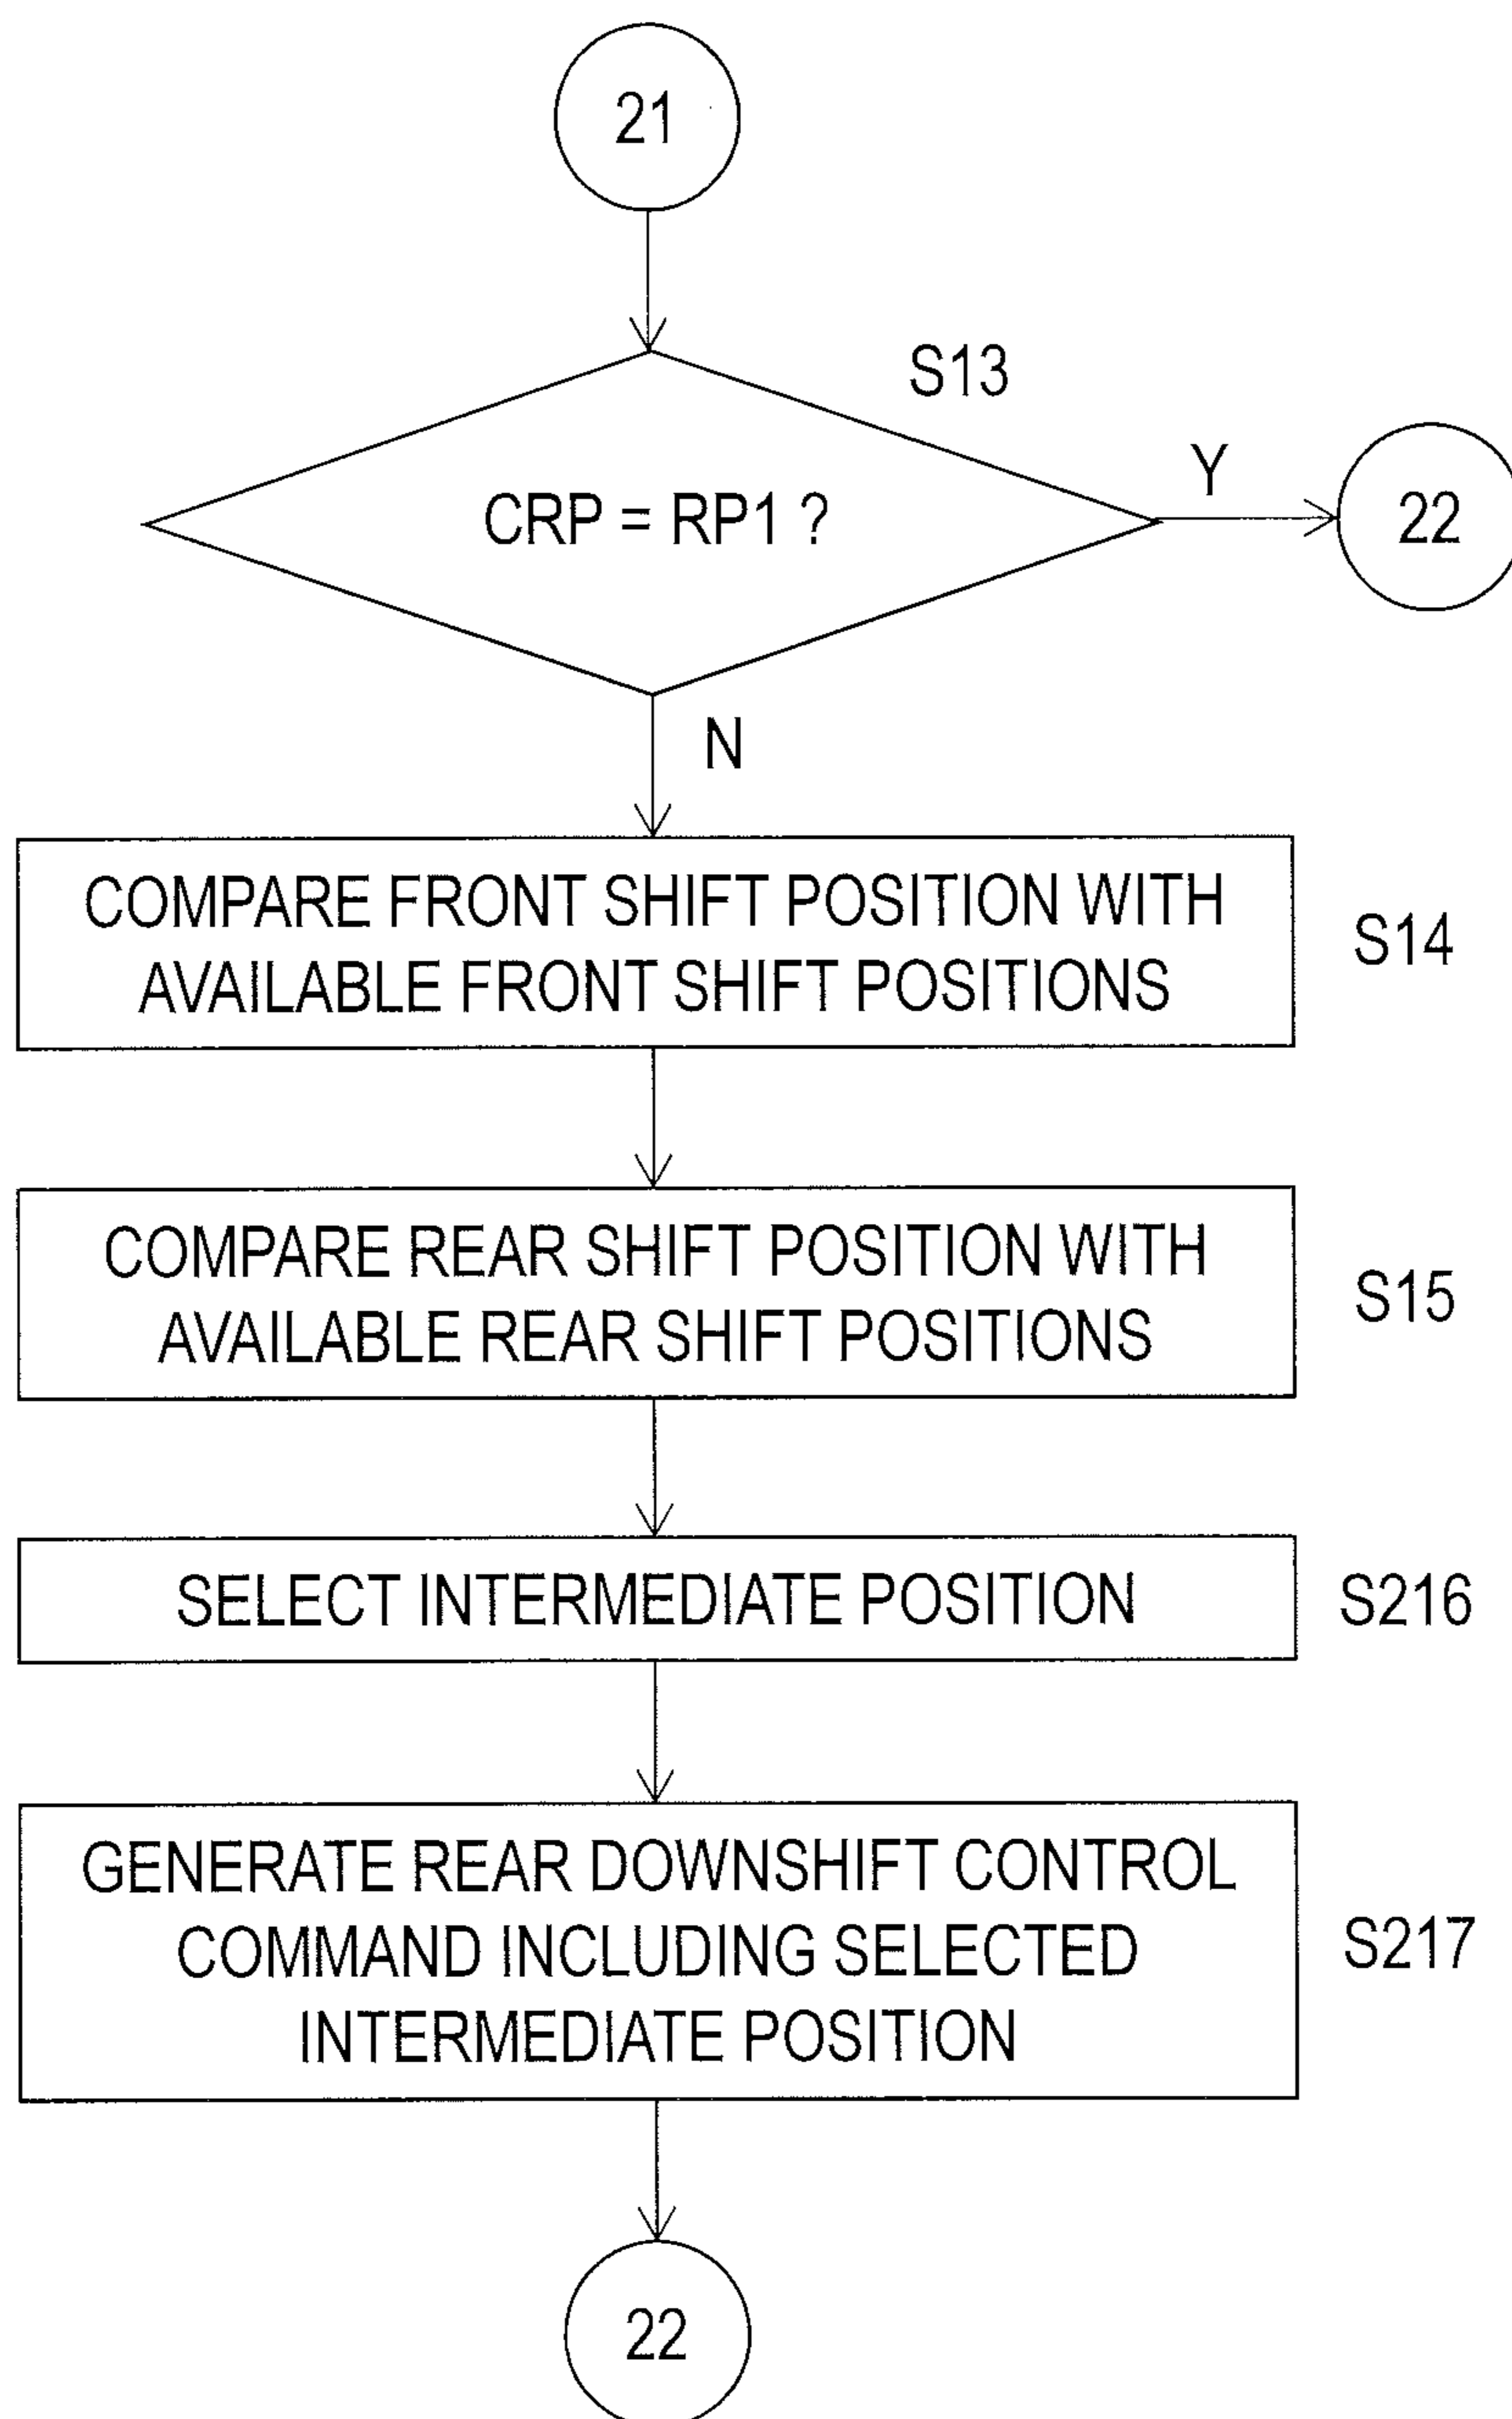 21
S13
CRP = RP1 ?
Y
22
N
COMPARE FRONT SHIFT POSITION WITH
AVAILABLE FRONT SHIFT POSITIONS
S14
COMPARE REAR SHIFT POSITION WITH
AVAILABLE REAR SHIFT POSITIONS
S15
SELECT INTERMEDIATE POSITION
S216
GENERATE REAR DOWNSHIFT CONTROL
COMMAND INCLUDING SELECTED
INTERMEDIATE POSITION
S217
22